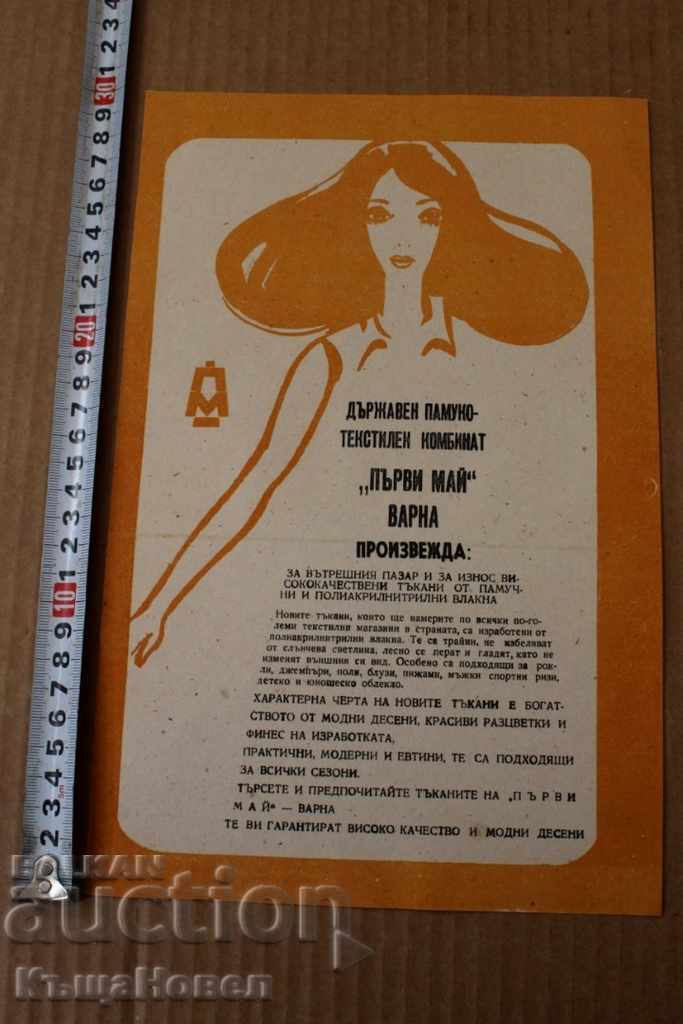 ДЪРЖАВЕН ПАМУКО-
ТЕКСТИЛЕН КОМБИНАТ
„ПЪРВИ МАЙ“
ВАРНА
ПРОИЗВЕЖДА:
ЗА ВЪТРЕШНИЯ ПАЗАР И ЗА ИЗНОС ВИ-
СОКОКАЧЕСТВЕНИ ТЪКАНИ ОТ ПАМУЧ-
НИ И ПОЛИАКРИЛНИТРИЛНИ ВЛАКНА
Новите тъкани, които ще намерите по всички по-го-
леми текстилни магазини в страната, са изработени от
полиакрилнитрилни влакна. Те са трайни, не избеляват
от слънчева светлина, лесно се перат и гладят, като не
изменят външния си вид. Особено са подходящи за рок-
ли, джемпъри, поли, блузи, пижами, мъжки спортни ризи,
детско и юношеско облекло.
ХАРАКТЕРНА ЧЕРТА НА НОВИТЕ ТЪКАНИ Е БОГАТ-
СТВОТО ОТ МОДНИ ДЕСЕНИ, КРАСИВИ РАЗЦВЕТКИ И
ФИНЕС НА ИЗРАБОТКАТА.
ПРАКТИЧНИ, МОДЕРНИ И ЕВТИНИ, ТЕ СА ПОДХОДЯЩИ
ЗА ВСИЧКИ СЕЗОНИ.
ТЪРСЕТЕ И ПРЕДПОЧИТАЙТЕ ТЪКАНИТЕ НА „ПЪРВИ
МАЙ“ — ВАРНА
ТЕ ВИ ГАРАНТИРАТ ВИСОКО КАЧЕСТВО И МОДНИ ДЕСЕНИ
BALKAN
auction
КъщаНовел